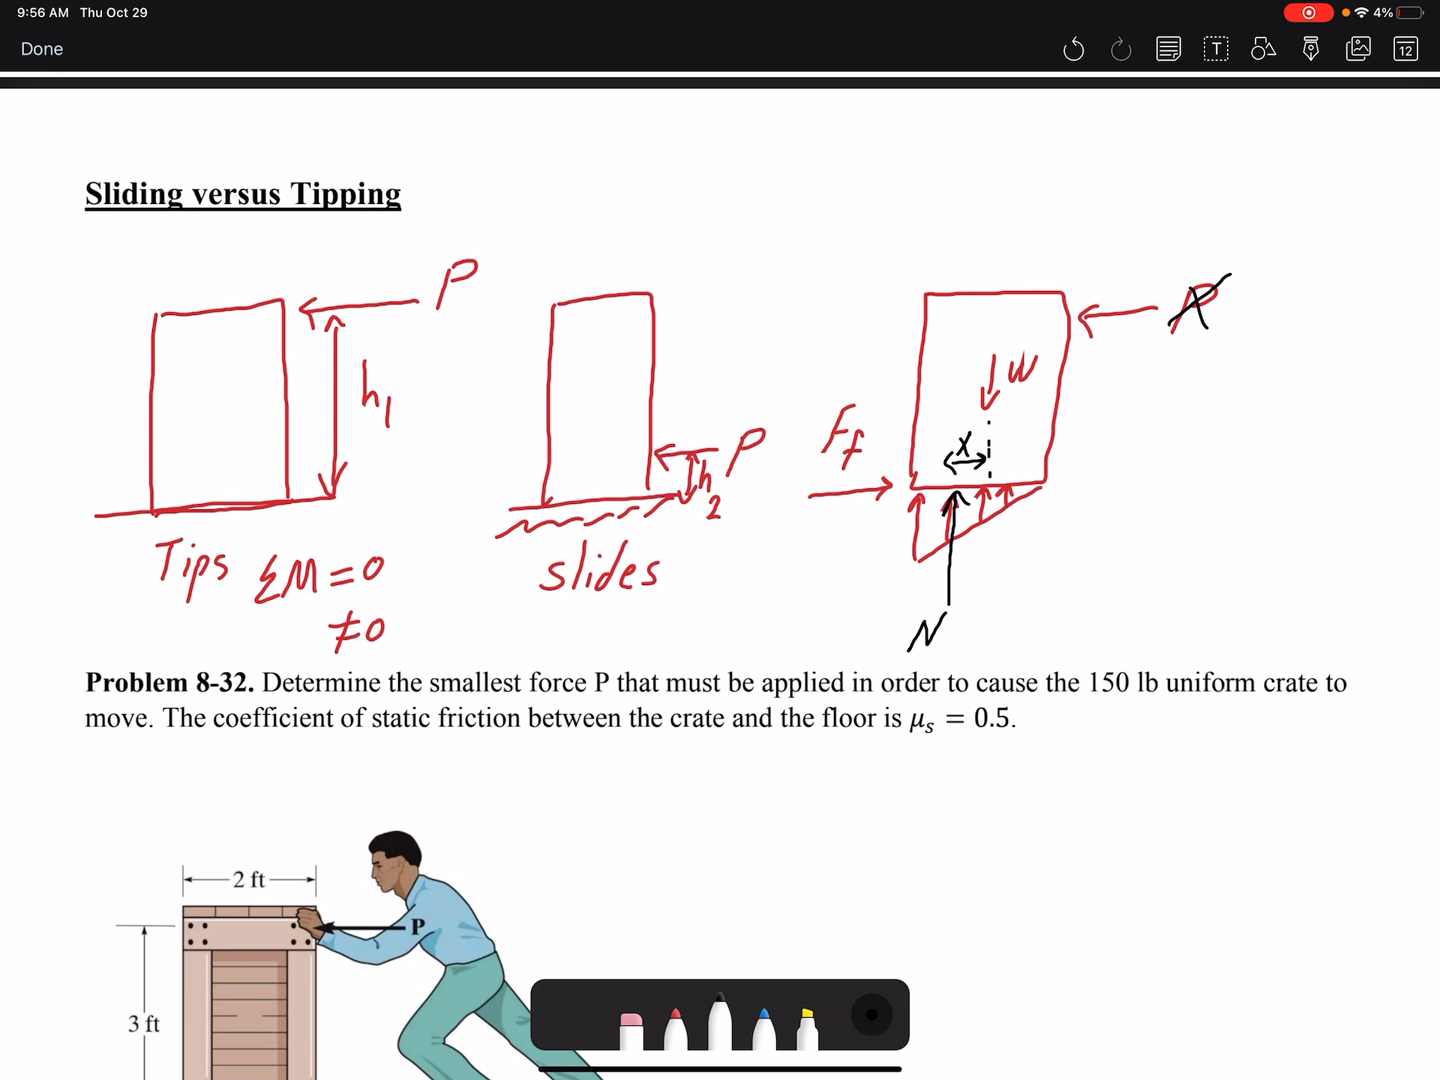 9:56 AM Thu Oct 29
4%
Done
T
12
Sliding versus Tipping
P
h1
P
h2
Ff
X
W
P
Tips ΣM=0
≠0
slides
N
Problem 8-32. Determine the smallest force P that must be applied in order to cause the 150 lb uniform crate to
move. The coefficient of static friction between the crate and the floor is μs = 0.5.
2 ft
P
3 ft